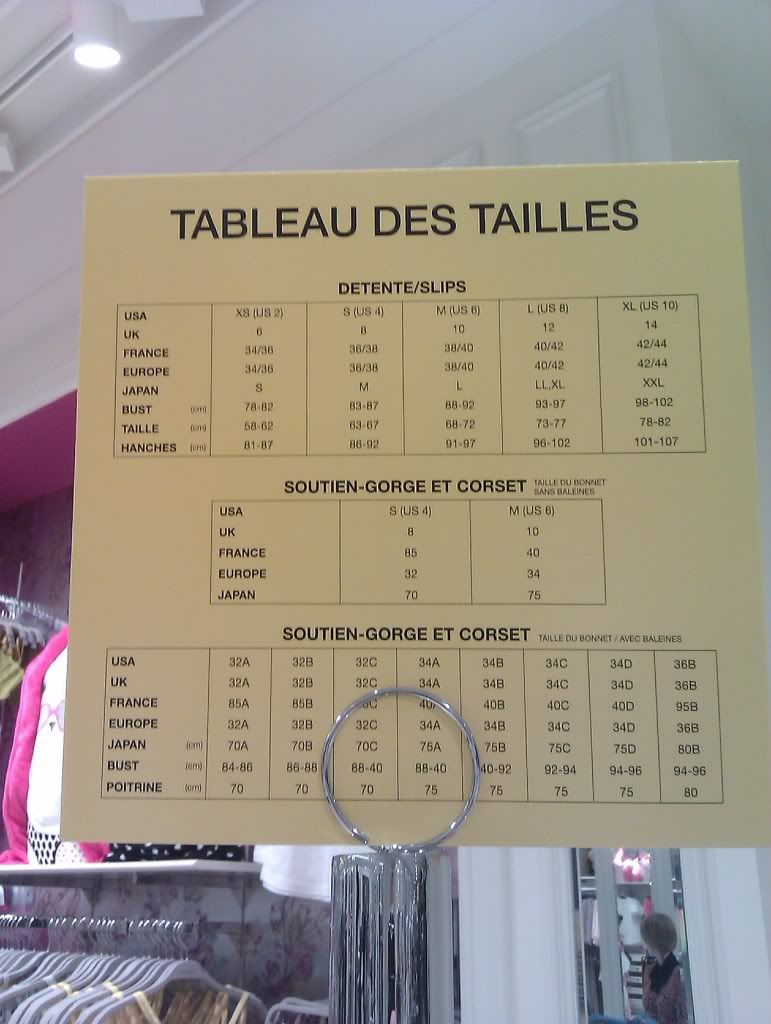 TABLEAU DES TAILLES
DETENTE/SLIPS
USA XS (US 2) S (US 4) M (US 6) L (US 8) XL (US 10)
UK 6 8 10 12 14
FRANCE 34/36 36/38 38/40 40/42 42/44
EUROPE 34/36 36/38 38/40 40/42 42/44
JAPAN S M L LL,XL XXL
BUST (cm) 78-82 83-87 88-92 93-97 98-102
TAILLE (cm) 58-62 63-67 68-72 73-77 78-82
HANCHES (cm) 81-87 86-92 91-97 96-102 101-107
SOUTIEN-GORGE ET CORSET TAILLE DU BONNET
SANS BALEINES
USA S (US 4) M (US 6)
UK 8 10
FRANCE 85 40
EUROPE 32 34
JAPAN 70 75
SOUTIEN-GORGE ET CORSET TAILLE DU BONNET / AVEC BALEINES
USA 32A 32B 32C 34A 34B 34C 34D 36B
UK 32A 32B 32C 34A 34B 34C 34D 36B
FRANCE 85A 85B 40B 40C 40D 95B
EUROPE 32A 32B 32C 34A 34B 34C 34D 36B
JAPAN (cm) 70A 70B 70C 75A 75B 75C 75D 80B
BUST (cm) 84-86 86-88 88-40 88-40 40-92 92-94 94-96 94-96
POITRINE (cm) 70 70 70 75 75 75 75 80